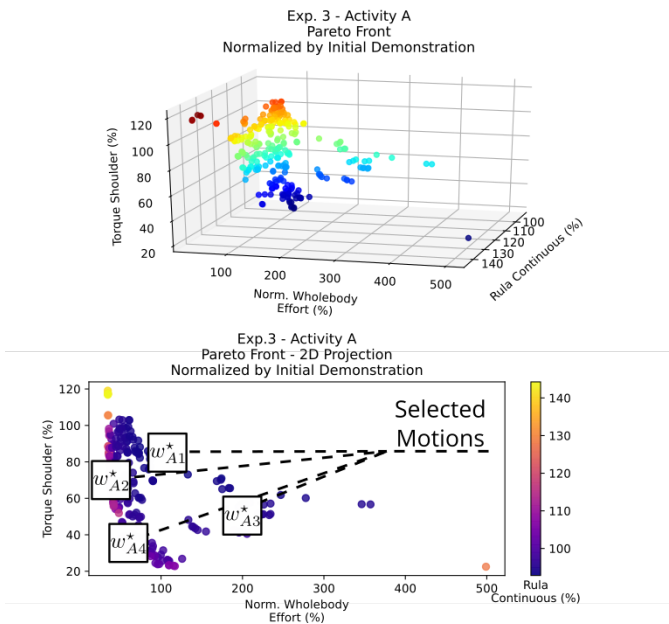 Exp. 3 - Activity A
Pareto Front
Normalized by Initial Demonstration
Torque Shoulder (%)
120
100
80
60
40
20
100
200
300
400
500
Norm. Wholebody
Effort (%)
100
110
120
130
140
Rula Continuous (%)
Exp.3 - Activity A
Pareto Front - 2D Projection
Normalized by Initial Demonstration
Torque Shoulder (%)
120
100
80
60
40
20
Selected
Motions
w*A1
w*A2
w*A3
w*A4
100
200
300
400
500
Norm. Wholebody
Effort (%)
140
130
120
110
100
Rula
Continuous (%)